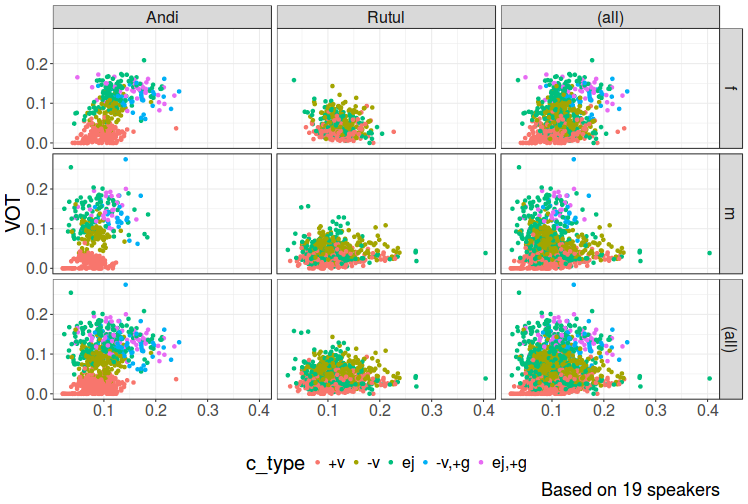 Andi Rutul (all)
0.2
0.1
0.0
f
0.2
0.1
0.0
m
VOT
0.2
0.1
0.0
(all)
0.1 0.2 0.3 0.4 0.1 0.2 0.3 0.4 0.1 0.2 0.3 0.4
c_type +v -v ej -v,+g ej,+g
Based on 19 speakers